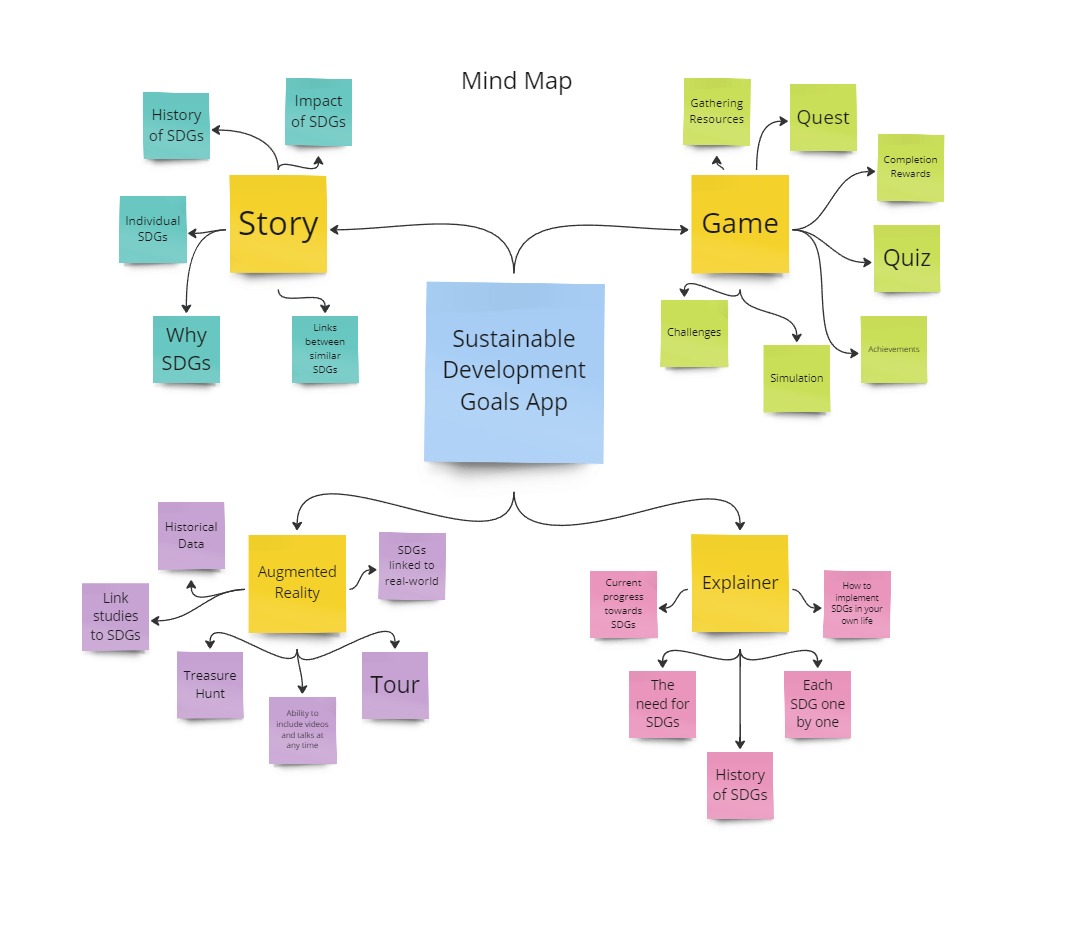 Mind Map
History
of SDGs
Impact
of SDGs
Individual
SDGs
Story
Why
SDGs
Links
between
similar
SDGs
Gathering
Resources
Quest
Completion
Rewards
Game
Quiz
Challenges
Simulation
Achievements
Sustainable
Development
Goals App
Historical
Data
Link
studies
to SDGs
Augmented
Reality
SDGs
linked to
real-world
Treasure
Hunt
Ability to
include videos
and talks at
any time
Tour
Current
progress
towards
SDGs
Explainer
How to
implement
SDGs in your
own life
The
need for
SDGs
History
of SDGs
Each
SDG one
by one